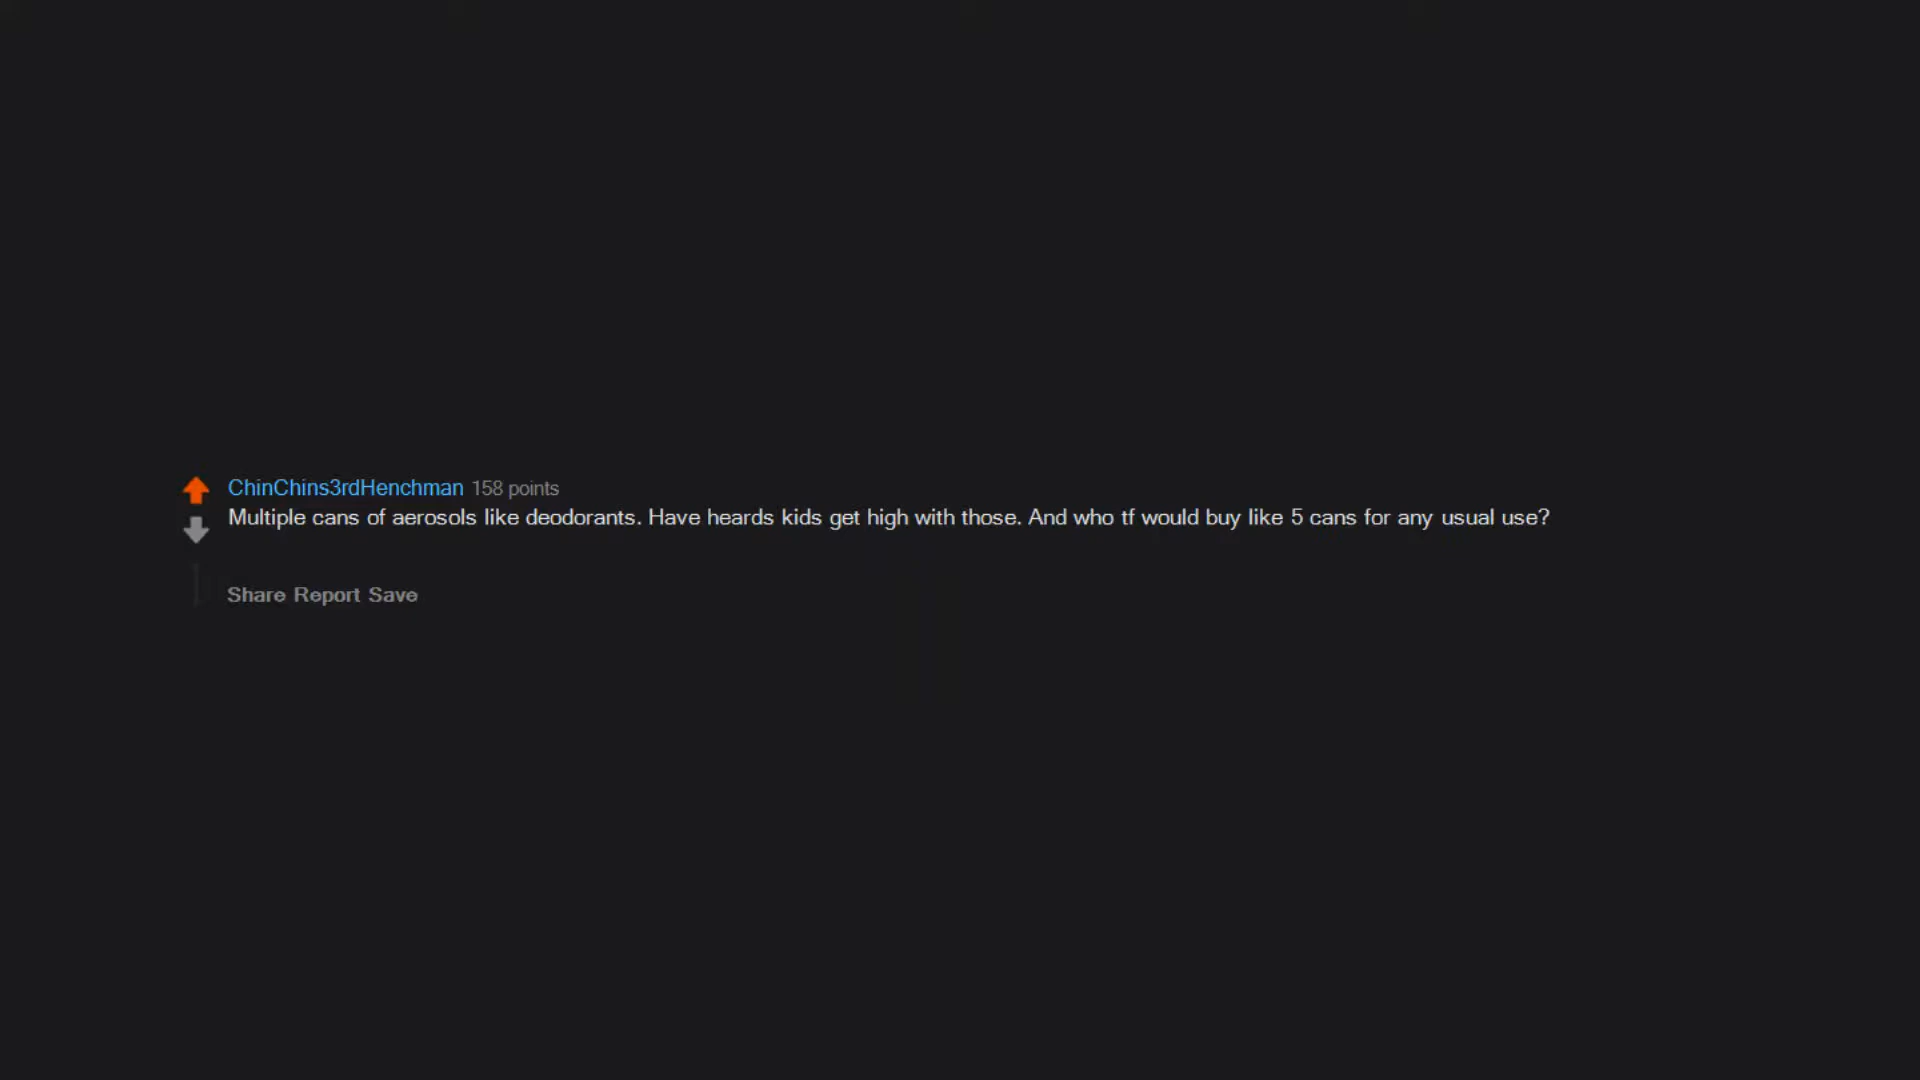 ChinChins3rdHenchman 158 points
Multiple cans of aerosols like deodorants. Have heards kids get high with those. And who tf would buy like 5 cans for any usual use?
Share Report Save